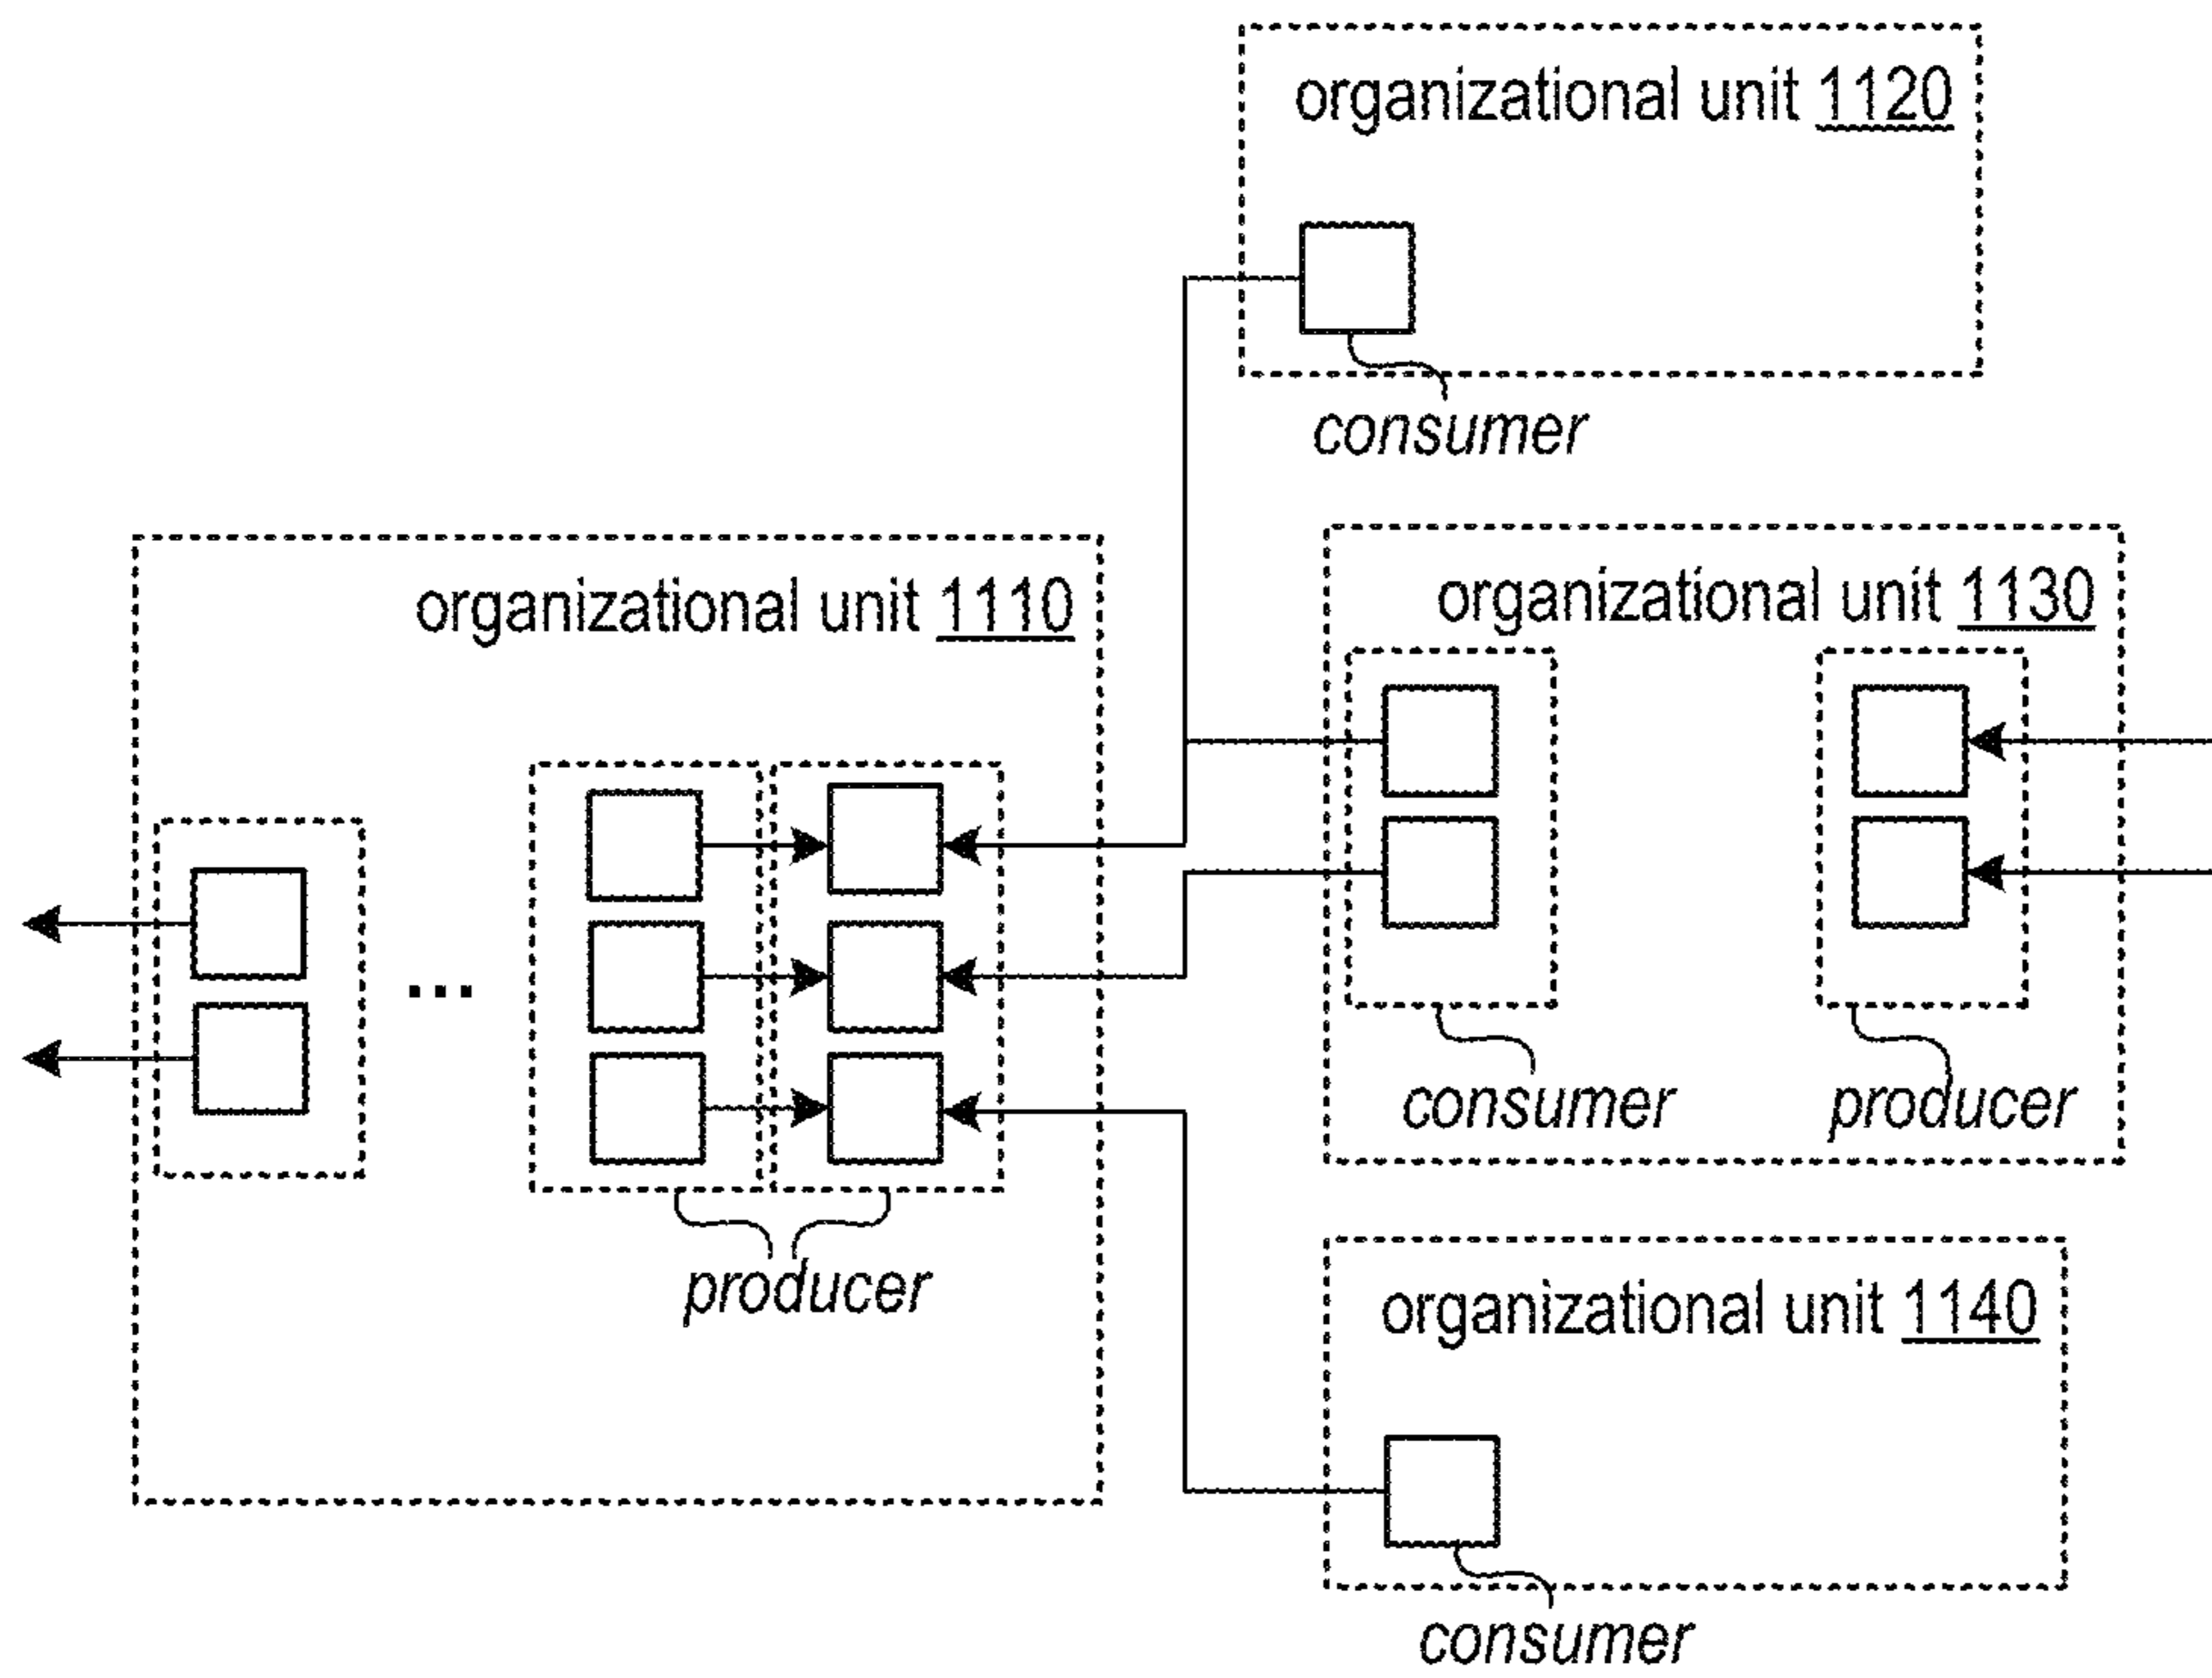 organizational unit 1120
consumer
organizational unit 1110
organizational unit 1130
...
consumer
producer
producer
organizational unit 1140
consumer